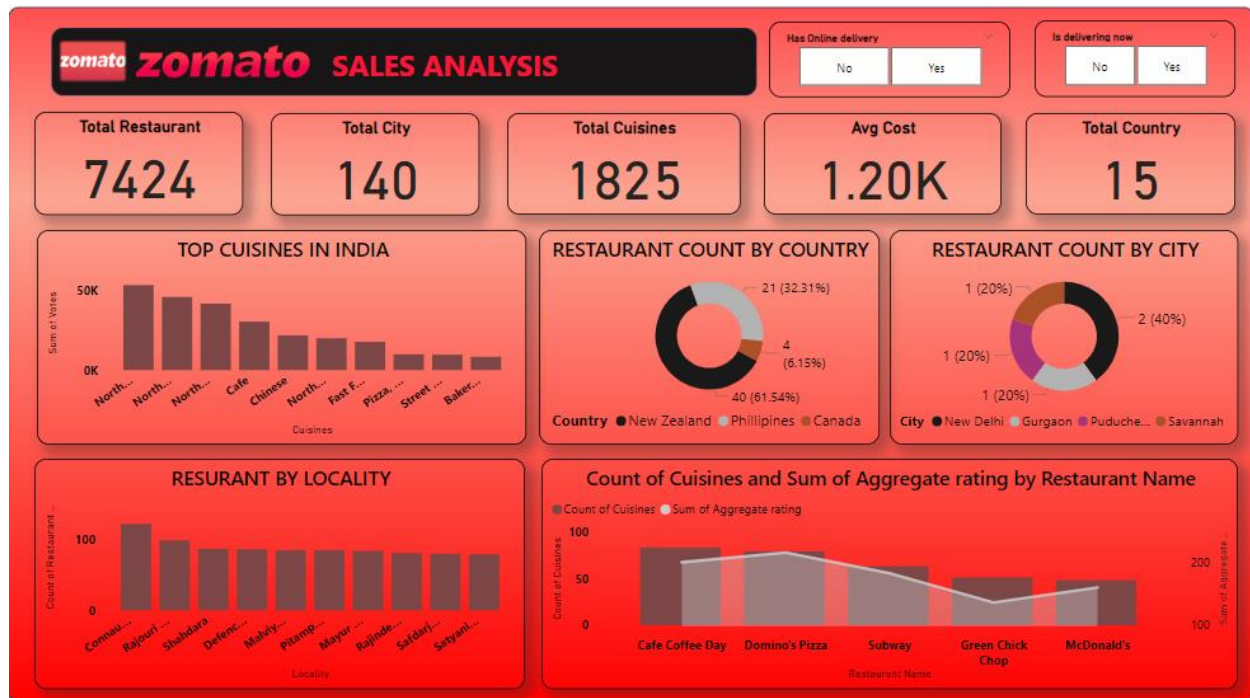 zomato zomato SALES ANALYSIS
Has Online delivery
No Yes
Is delivering now
No Yes
Total Restaurant
7424
Total City
140
Total Cuisines
1825
Avg Cost
1.20K
Total Country
15
TOP CUISINES IN INDIA
Sum of Votes
50K
0K
North... North... North... Cafe Chinese North... Fast F... Pizza, ... Street ... Baker...
Cuisines
RESTAURANT COUNT BY COUNTRY
21 (32.31%)
4
(6.15%)
40 (61.54%)
Country New Zealand Phillipines Canada
RESTAURANT COUNT BY CITY
1 (20%)
2 (40%)
1 (20%)
1 (20%)
City New Delhi Gurgaon Puduche... Savannah
RESURANT BY LOCALITY
Count of Restaurant ...
100
0
Connau... Rajouri ... Shahdara Defenc... Malviy... Pitamp... Mayur ... Rajinde... Safdarj... Satyani...
Locality
Count of Cuisines and Sum of Aggregate rating by Restaurant Name
Count of Cuisines Sum of Aggregate rating
Count of Cuisines
100
50
0
200
100
Sum of Aggregate ...
Cafe Coffee Day Domino's Pizza Subway Green Chick McDonald's
Chop
Restaurant Name